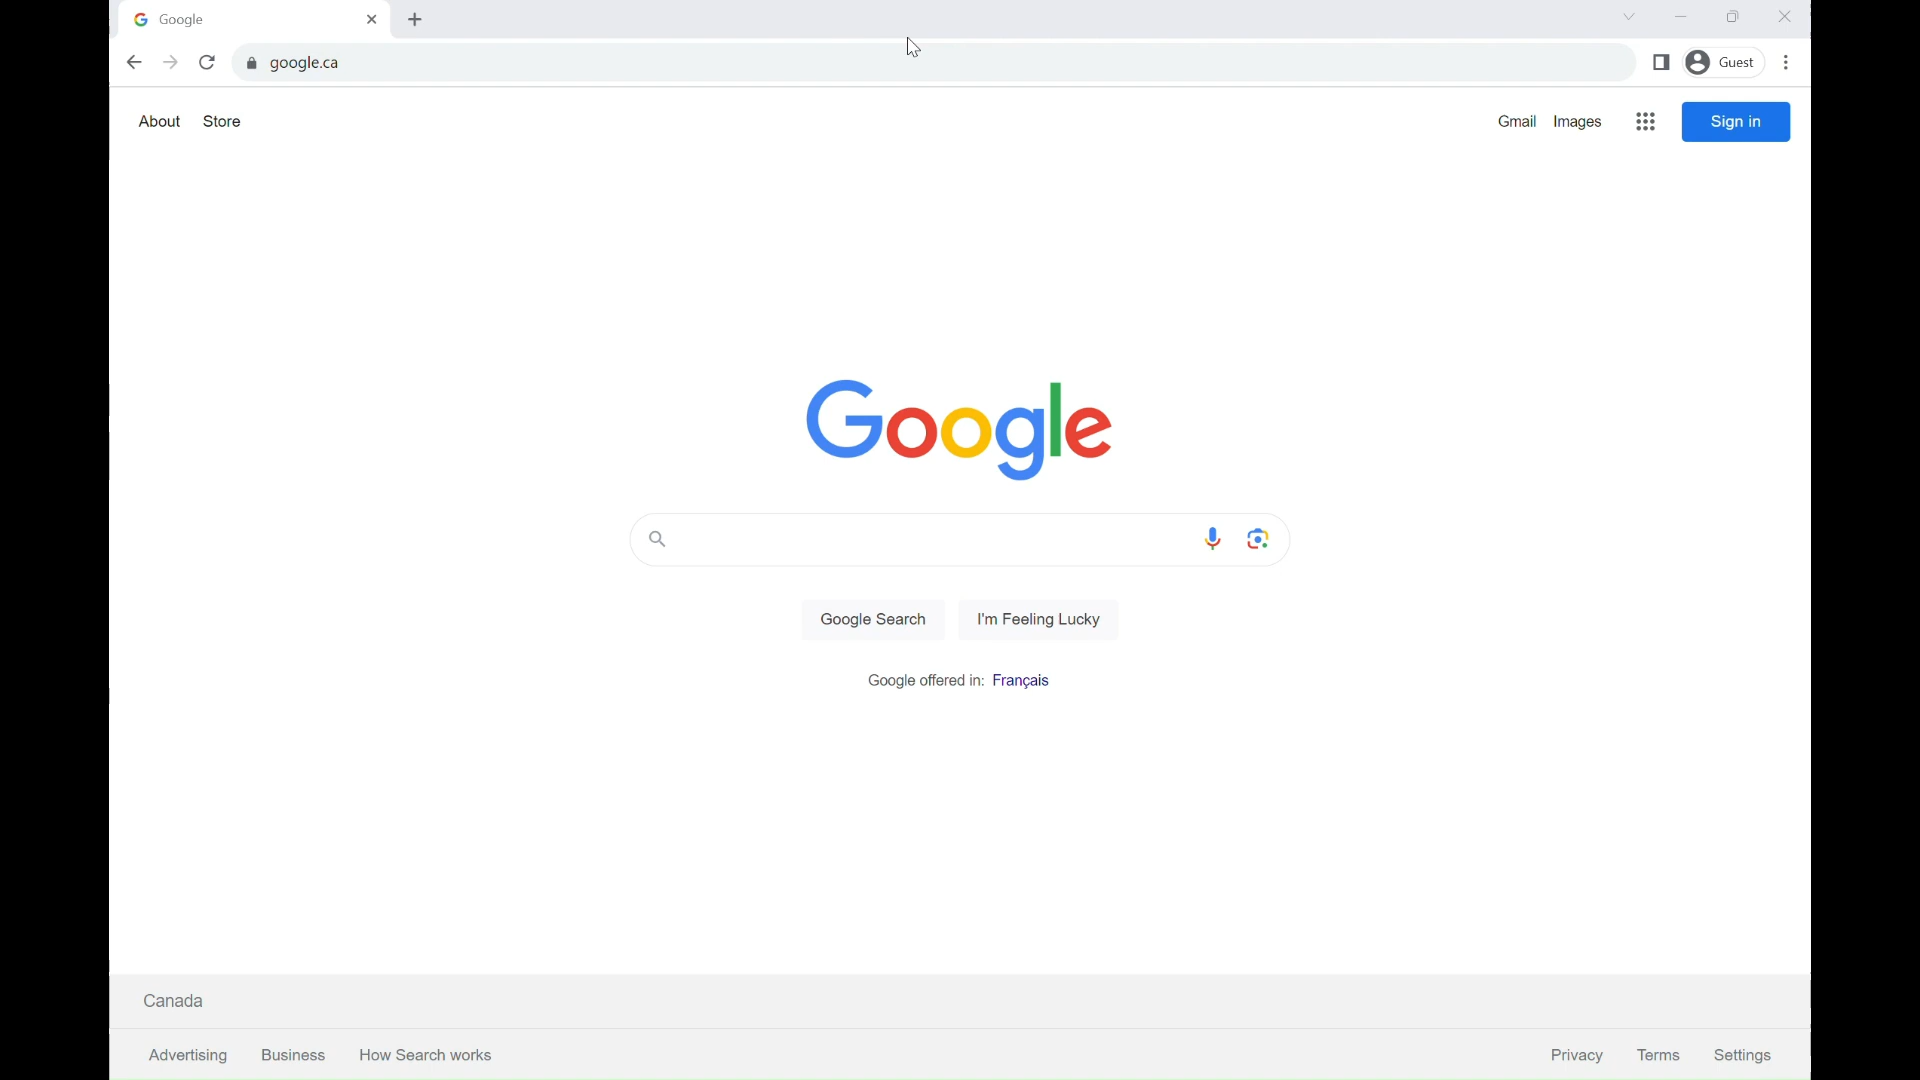 Google
google.ca
Guest
About Store
Gmail Images
Sign in
Google
Google Search I'm Feeling Lucky
Google offered in: Français
Canada
Advertising Business How Search works
Privacy Terms Settings